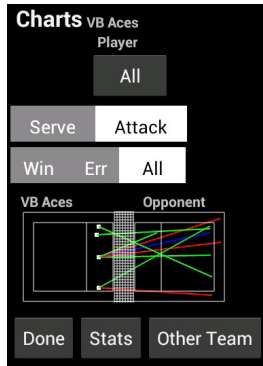 Charts VB Aces
Player
All
Serve Attack
Win Err All
VB Aces Opponent
Done Stats Other Team